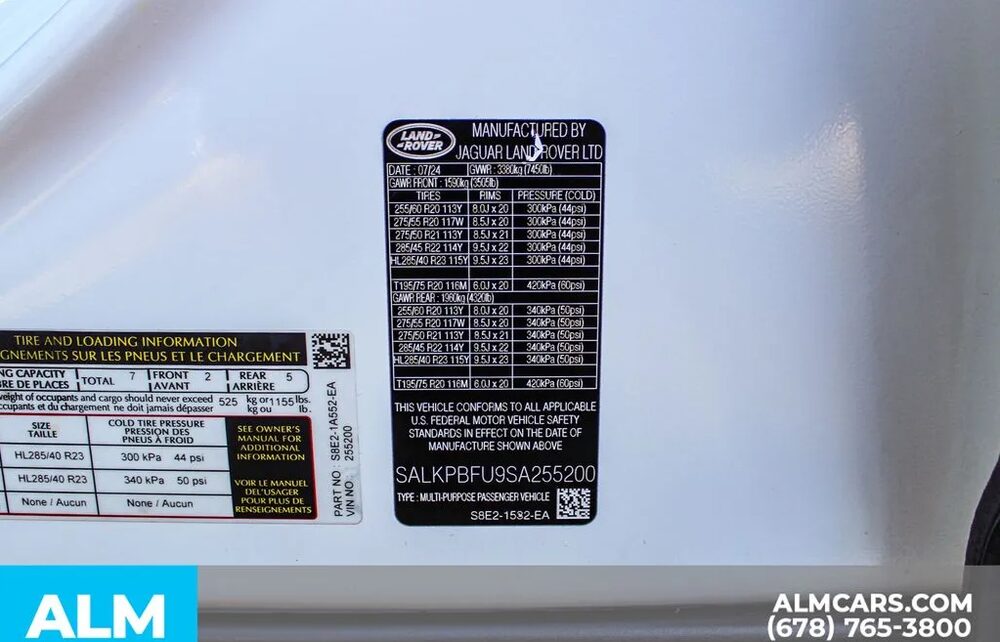 LAND ROVER
MANUFACTURED BY
JAGUAR LAND ROVER LTD
DATE : 07/24 GVWR : 3380kg (7450lb)
GAWR FRONT : 1590kg (3505lb)
TIRES RIMS PRESSURE (COLD)
255/60 R20 113Y 8.0J x 20 300kPa (44psi)
275/55 R20 117W 8.5J x 20 300kPa (44psi)
275/50 R21 113Y 8.5J x 21 300kPa (44psi)
285/45 R22 114Y 9.5J x 22 300kPa (44psi)
HL285/40 R23 115Y 9.5J x 23 300kPa (44psi)
T195/75 R20 116M 6.0J x 20 420kPa (60psi)
GAWR REAR : 1960kg (4320lb)
255/60 R20 113Y 8.0J x 20 340kPa (50psi)
275/55 R20 117W 8.5J x 20 340kPa (50psi)
275/50 R21 113Y 8.5J x 21 340kPa (50psi)
285/45 R22 114Y 9.5J x 22 340kPa (50psi)
HL285/40 R23 115Y 9.5J x 23 340kPa (50psi)
T195/75 R20 116M 6.0J x 20 420kPa (60psi)
THIS VEHICLE CONFORMS TO ALL APPLICABLE
U.S. FEDERAL MOTOR VEHICLE SAFETY
STANDARDS IN EFFECT ON THE DATE OF
MANUFACTURE SHOWN ABOVE
SALKPBFU9SA255200
TYPE : MULTI-PURPOSE PASSENGER VEHICLE
S8E2-1532-EA
TIRE AND LOADING INFORMATION
SUR LES PNEUS ET LE CHARGEMENT
CAPACITY TOTAL 7 FRONT 2 REAR 5
DE PLACES AVANT ARRIÈRE
of occupants and cargo should never exceed 525 kg or 1155 lbs.
et du chargement ne doit jamais dépasser kg ou lb.
SIZE COLD TIRE PRESSURE
TAILLE PRESSION DES
PNEUS À FROID
HL285/40 R23 300 kPa 44 psi
HL285/40 R23 340 kPa 50 psi
None / Aucun None / Aucun
SEE OWNER'S
MANUAL FOR
ADDITIONAL
INFORMATION
VOIR LE MANUEL
DEL'USAGER
POUR PLUS DE
RENSEIGNEMENTS
PART NO : S8E2-1A552-EA
VIN NO : 255200
ALM
ALMCARS.COM
(678) 765-3800